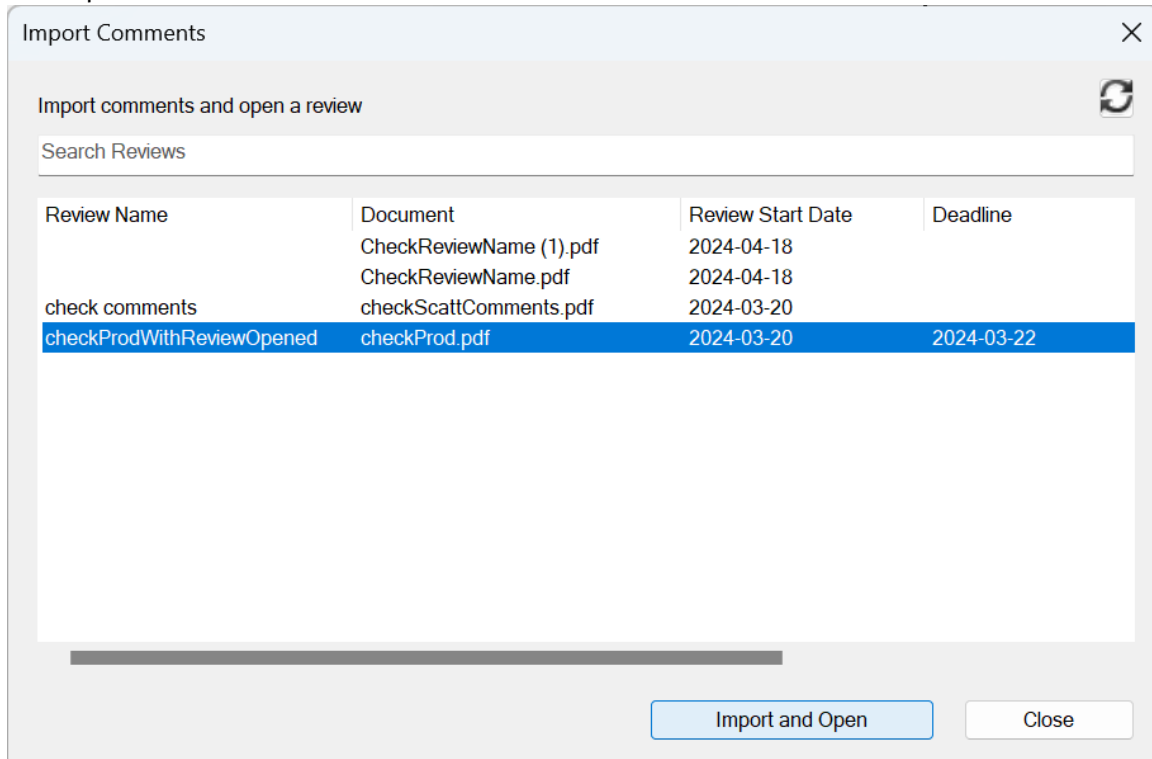 Import Comments
Import comments and open a review
Search Reviews
Review Name Document Review Start Date Deadline
CheckReviewName (1).pdf 2024-04-18
CheckReviewName.pdf 2024-04-18
check comments checkScattComments.pdf 2024-03-20
checkProdWithReviewOpened checkProd.pdf 2024-03-20 2024-03-22
Import and Open Close